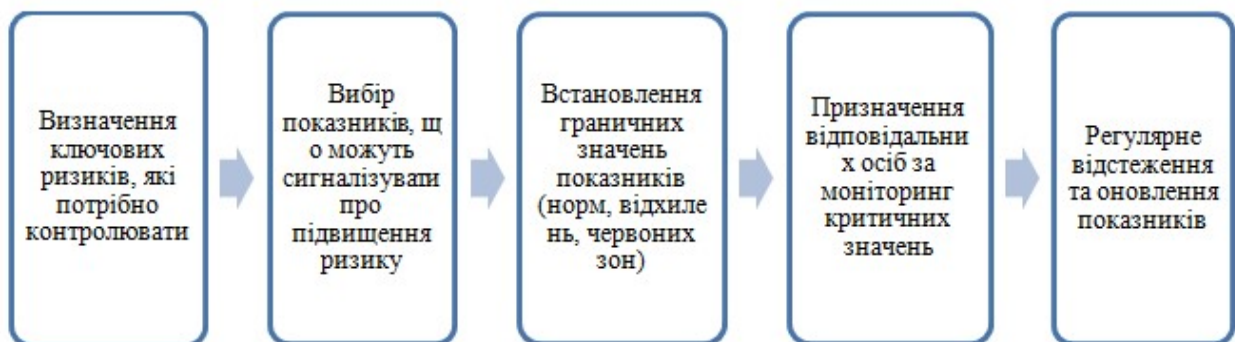 Визначення
ключових
ризиків, які
потрібно
контролювати
Вибір
показників, щ
о можуть
сигналізувати
про
підвищення
ризику
Встановлення
граничних
значень
показників
(норм, відхиле
нь, червоних
зон)
Призначення
відповідальни
х осіб за
моніторинг
критичних
значень
Регулярне
відстеження
та оновлення
показників